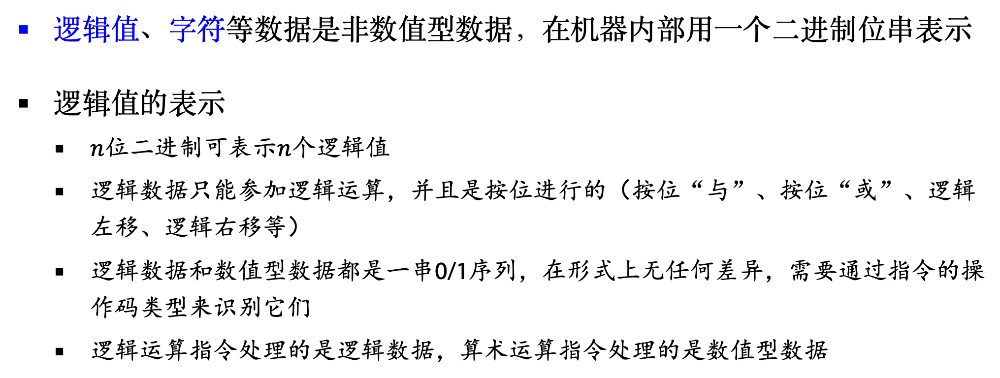 ▪ 逻辑值、字符等数据是非数值型数据，在机器内部用一个二进制位串表示
▪ 逻辑值的表示
▪ n位二进制可表示n个逻辑值
▪ 逻辑数据只能参加逻辑运算，并且是按位进行的（按位“与”、按位“或”、逻辑
左移、逻辑右移等）
▪ 逻辑数据和数值型数据都是一串0/1序列，在形式上无任何差异，需要通过指令的操
作码类型来识别它们
▪ 逻辑运算指令处理的是逻辑数据，算术运算指令处理的是数值型数据